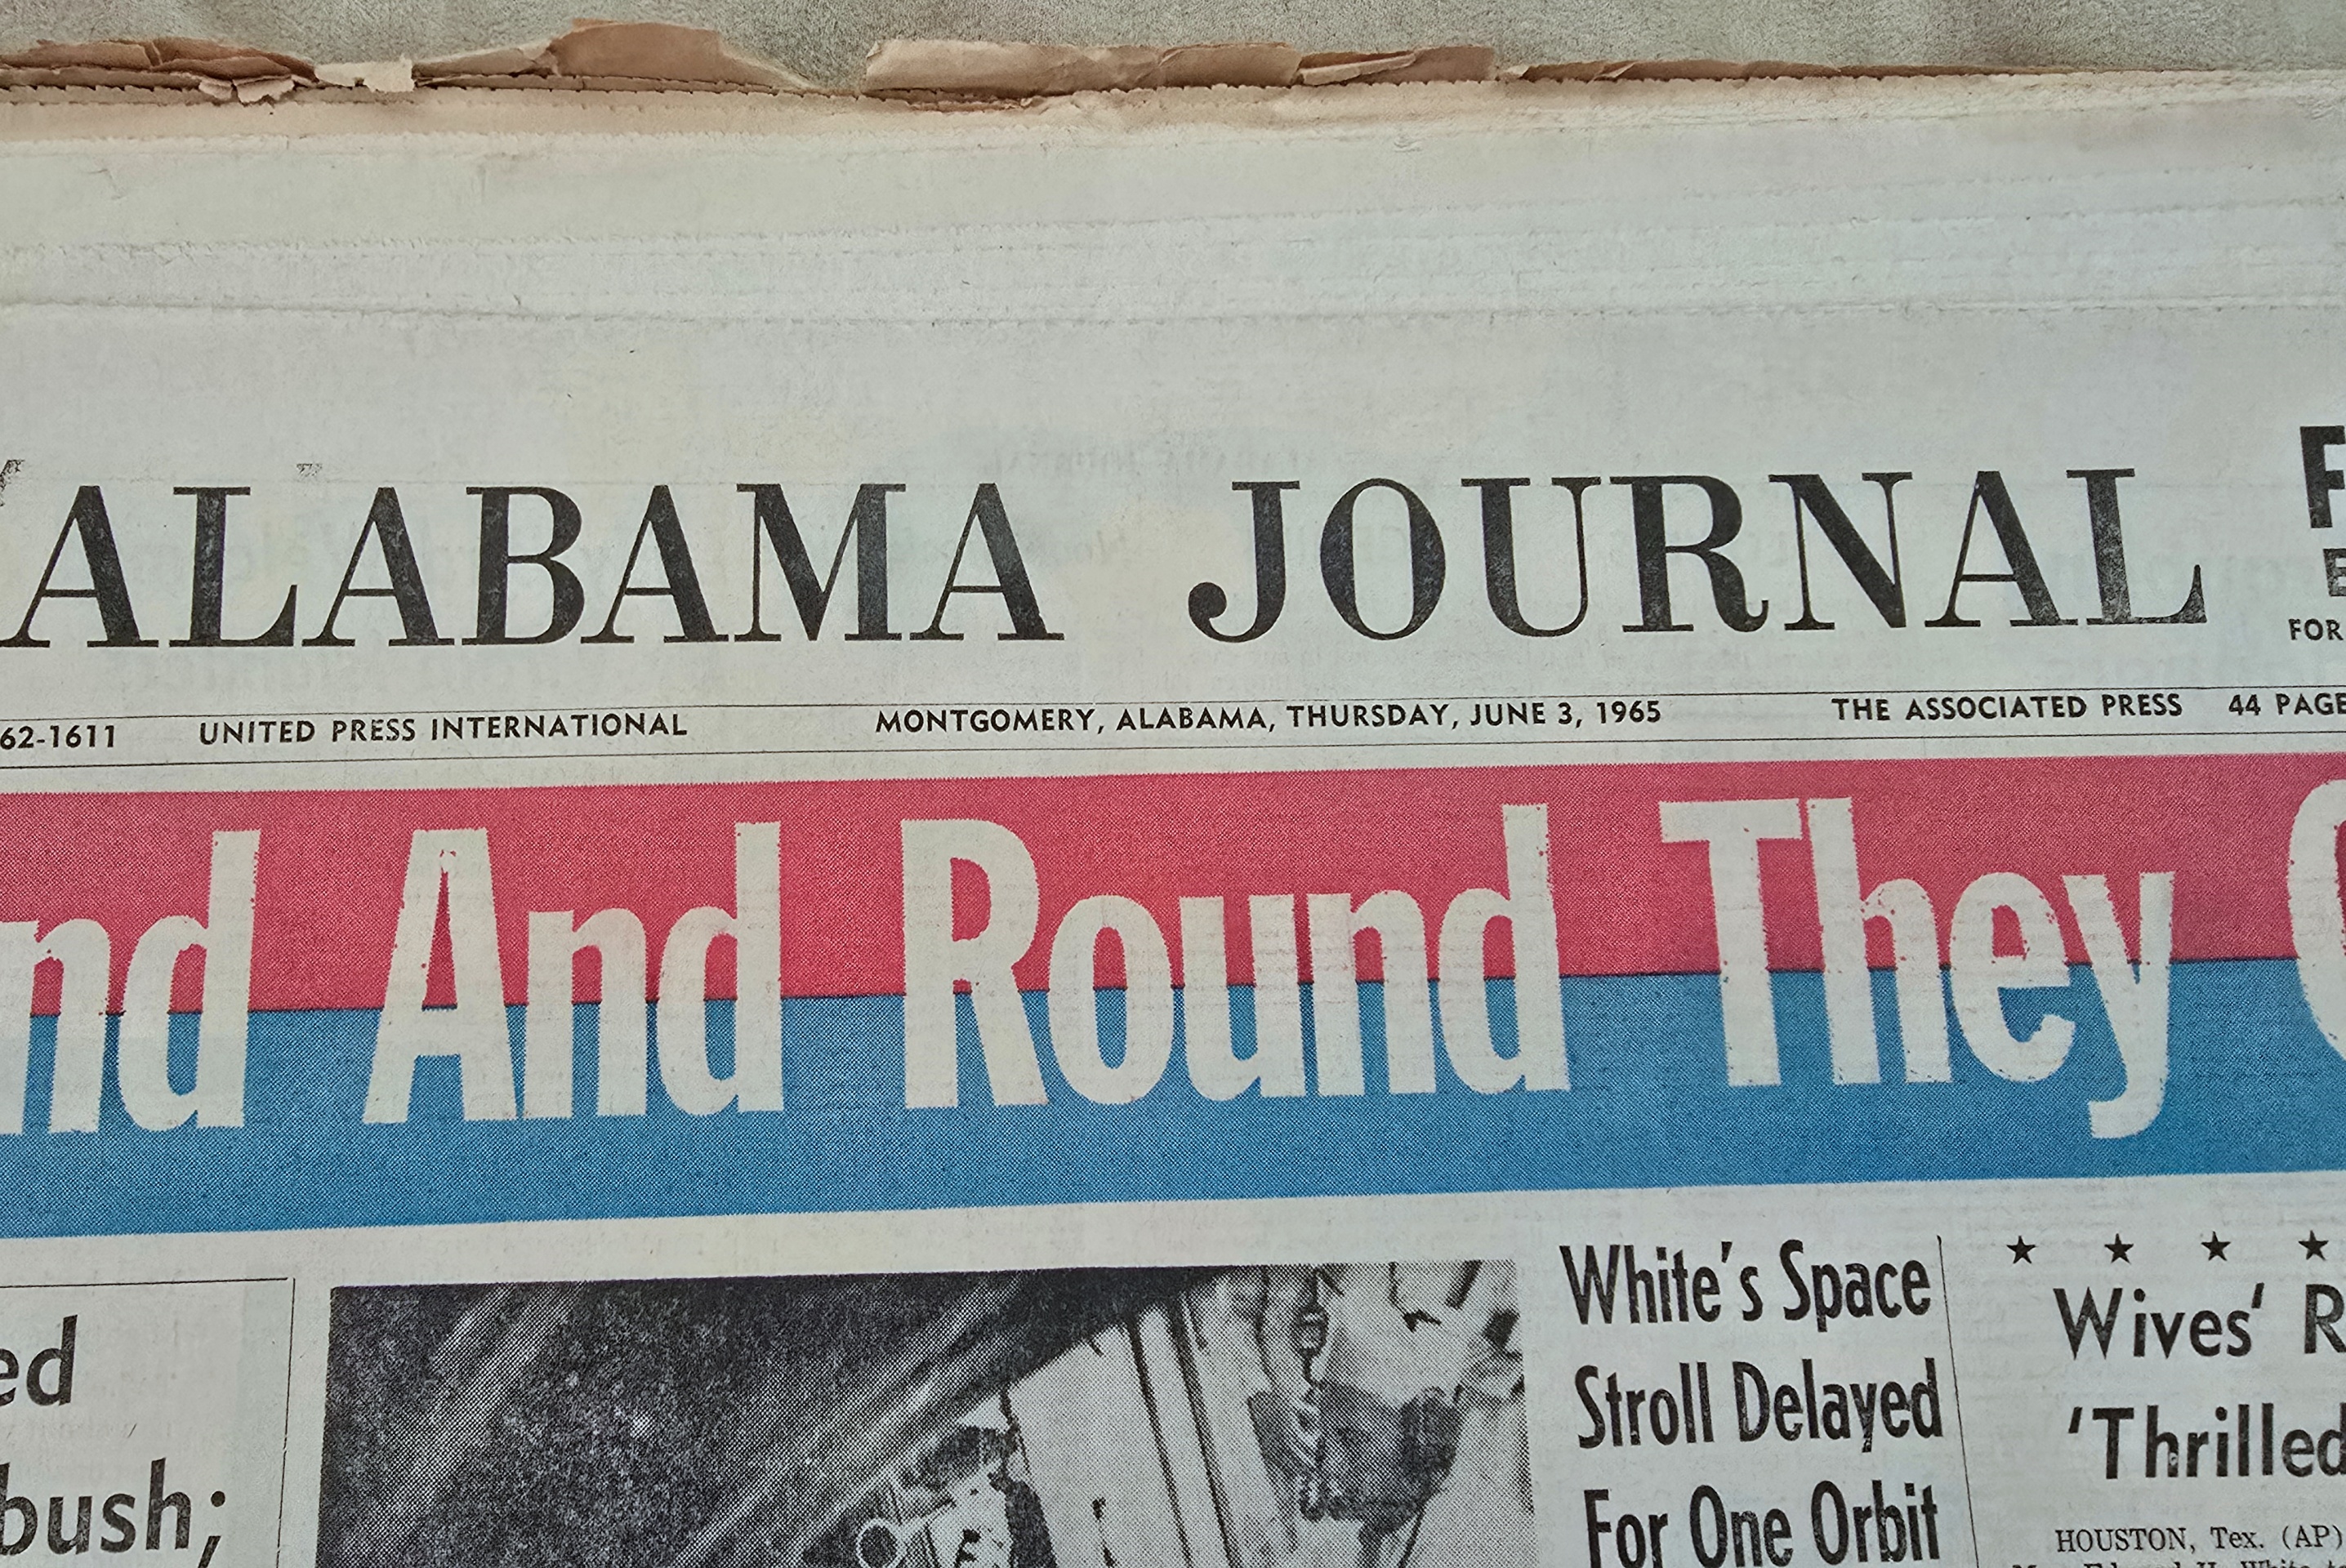 ALABAMA JOURNAL
FOR
62-1611 UNITED PRESS INTERNATIONAL MONTGOMERY, ALABAMA, THURSDAY, JUNE 3, 1965 THE ASSOCIATED PRESS 44 PAGE
nd And Round They
ed
bush;
White's Space
Stroll Delayed
For One Orbit
★ ★ ★ ★
Wives' R
'Thrilled
HOUSTON, Tex. (AP)